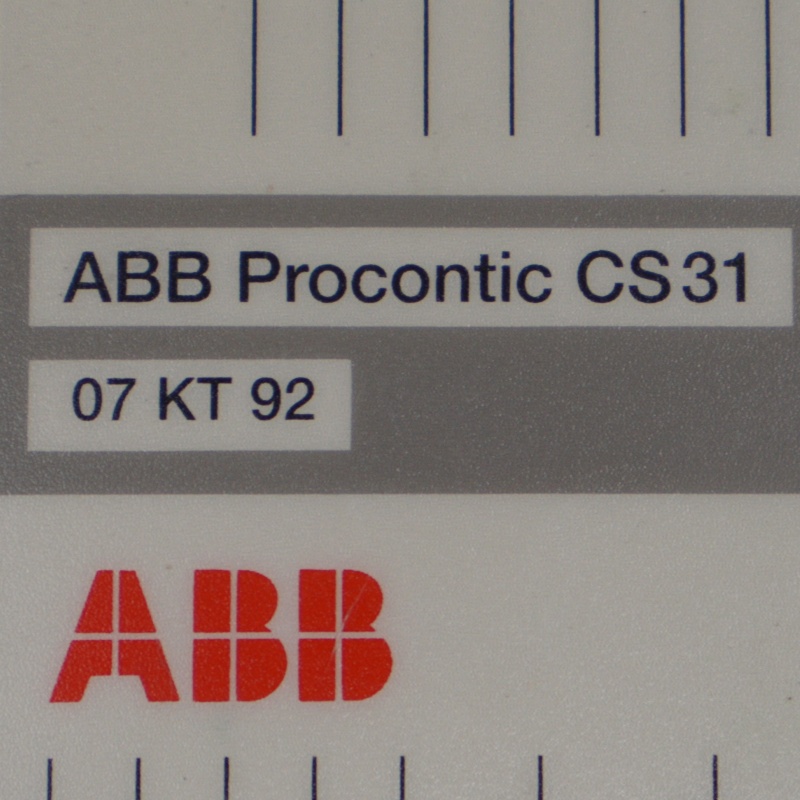 ABB Procontic CS31
07 KT 92
ABB